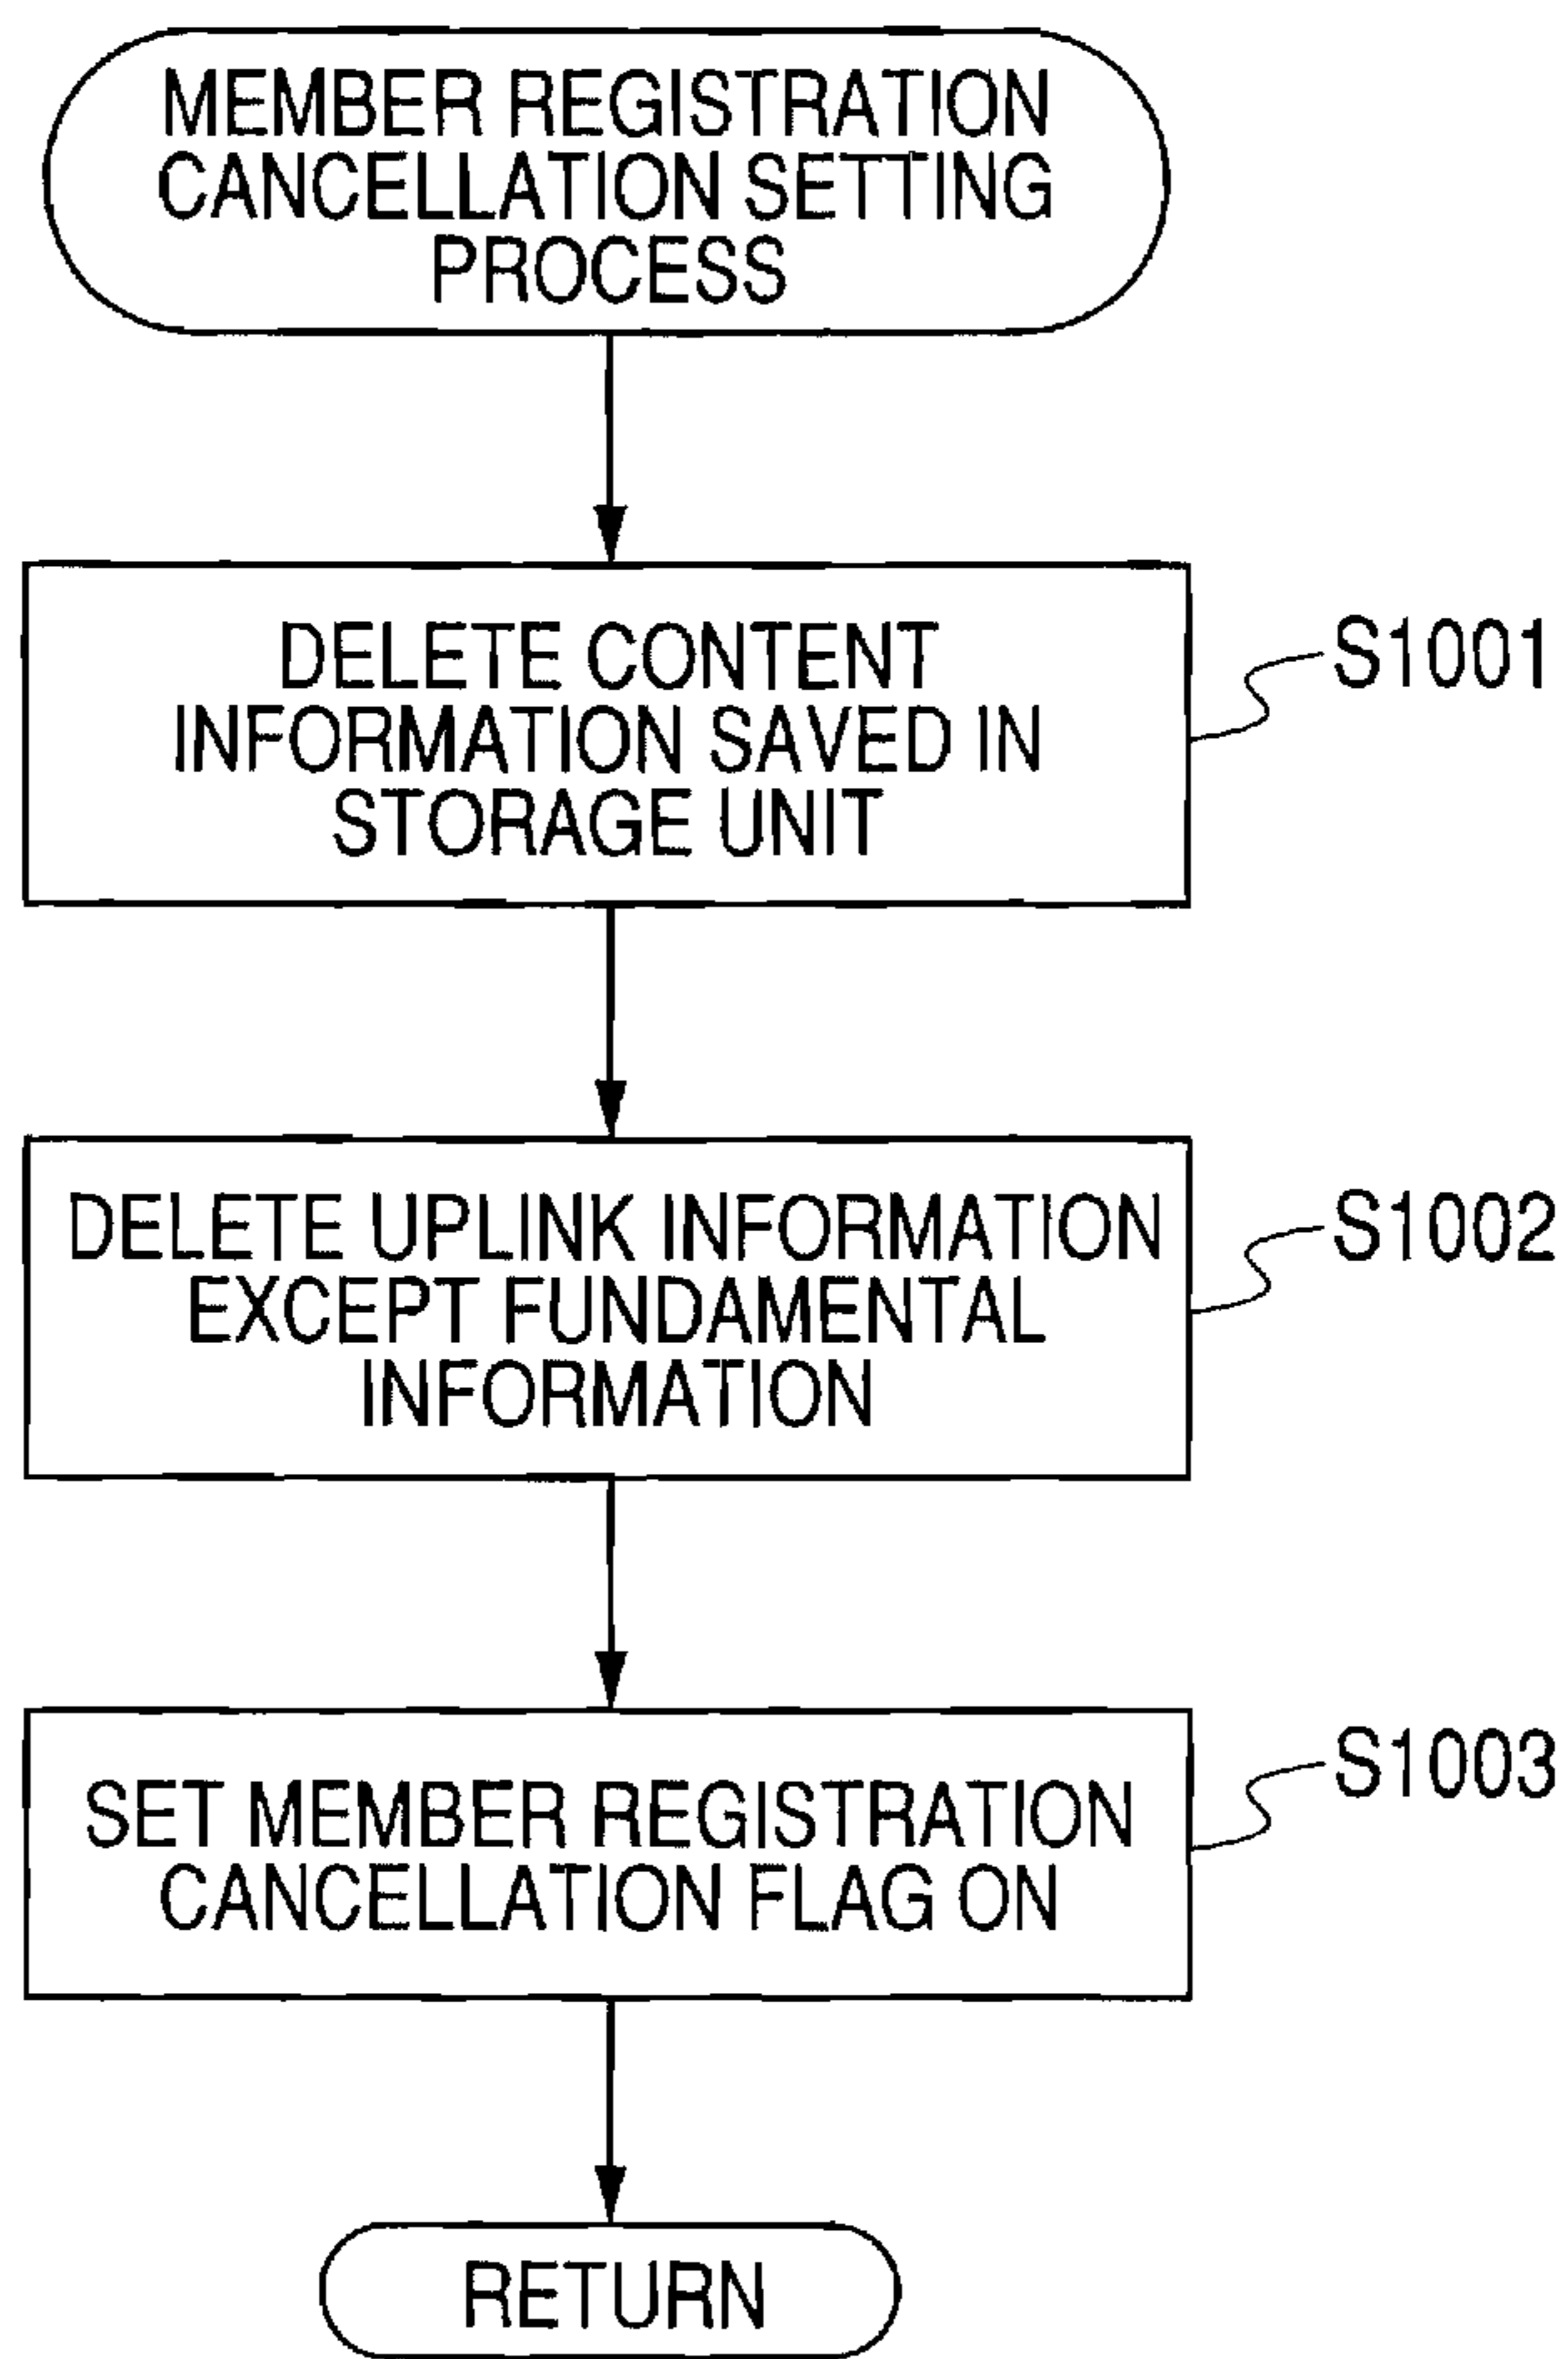 MEMBER REGISTRATION
CANCELLATION SETTING
PROCESS
DELETE CONTENT
INFORMATION SAVED IN
STORAGE UNIT
S1001
DELETE UPLINK INFORMATION
EXCEPT FUNDAMENTAL
INFORMATION
S1002
SET MEMBER REGISTRATION
CANCELLATION FLAG ON
S1003
RETURN